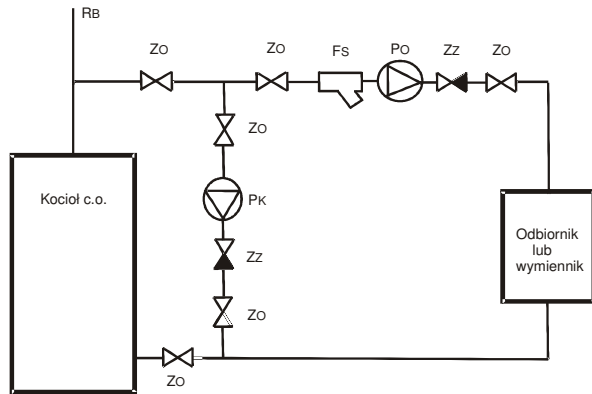 RB
ZO
ZO
FS
PO
ZZ
ZO
ZO
Kocioł c.o.
PK
Odbiornik
lub
wymiennik
ZZ
ZO
ZO